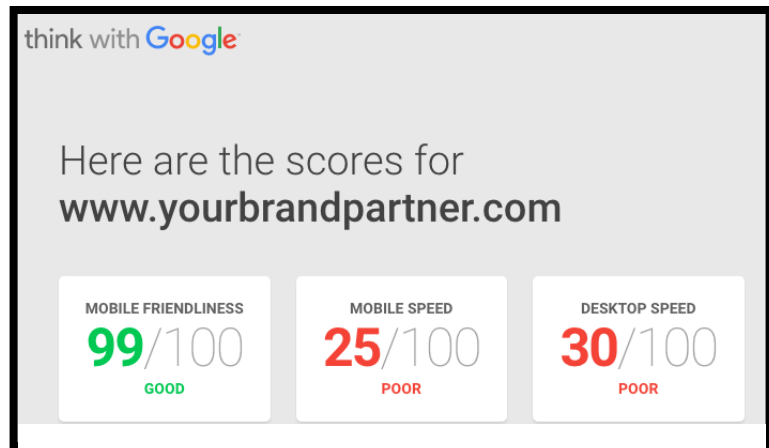 think with Google
Here are the scores for
www.yourbrandpartner.com
MOBILE FRIENDLINESS
99/100
GOOD
MOBILE SPEED
25/100
POOR
DESKTOP SPEED
30/100
POOR